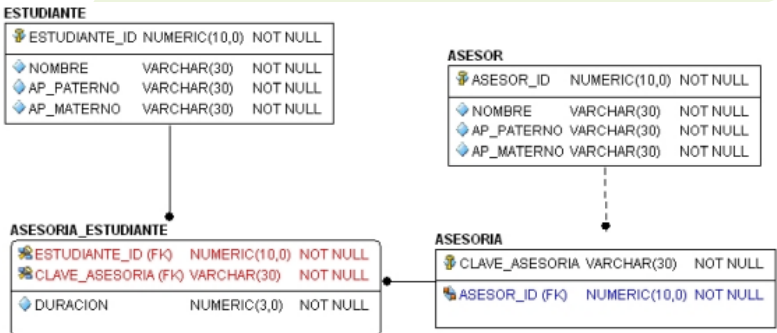 ESTUDIANTE
ESTUDIANTE_ID NUMERIC(10,0) NOT NULL
NOMBRE VARCHAR(30) NOT NULL
AP_PATERNO VARCHAR(30) NOT NULL
AP_MATERNO VARCHAR(30) NOT NULL
ASESOR
ASESOR_ID NUMERIC(10,0) NOT NULL
NOMBRE VARCHAR(30) NOT NULL
AP_PATERNO VARCHAR(30) NOT NULL
AP_MATERNO VARCHAR(30) NOT NULL
ASESORIA_ESTUDIANTE
ESTUDIANTE_ID (FK) NUMERIC(10,0) NOT NULL
CLAVE_ASESORIA (FK) VARCHAR(30) NOT NULL
DURACION NUMERIC(3,0) NOT NULL
ASESORIA
CLAVE_ASESORIA VARCHAR(30) NOT NULL
ASESOR_ID (FK) NUMERIC(10,0) NOT NULL